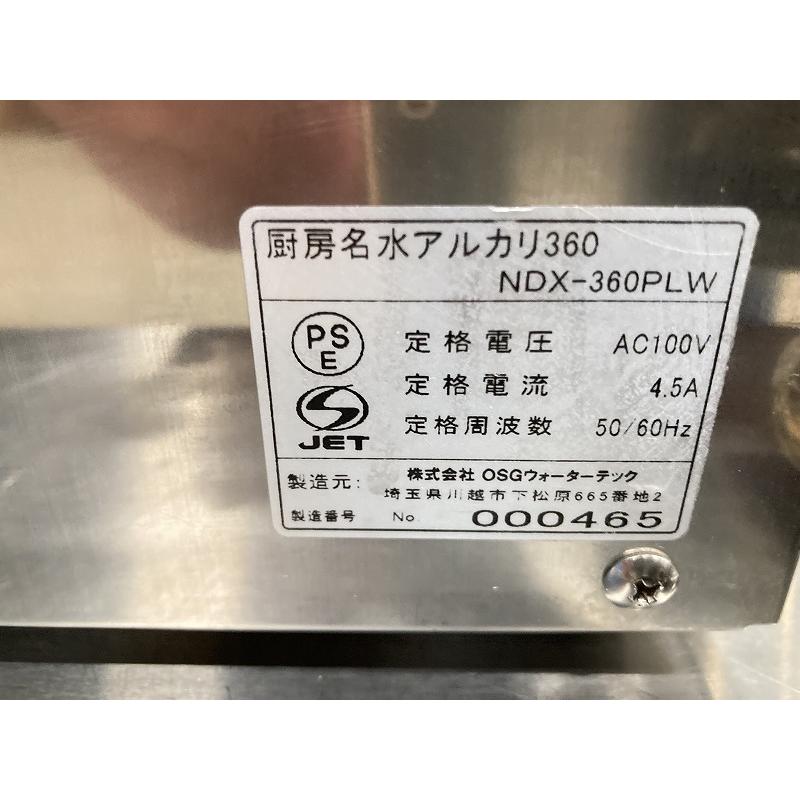 厨房名水アルカリ360
NDX-360PLW
PS
E
定格電圧 AC100V
定格電流 4.5A
JET
定格周波数 50/60Hz
製造元: 株式会社 OSGウォーターテック
埼玉県川越市下松原665番地2
製造番号 No. 000465